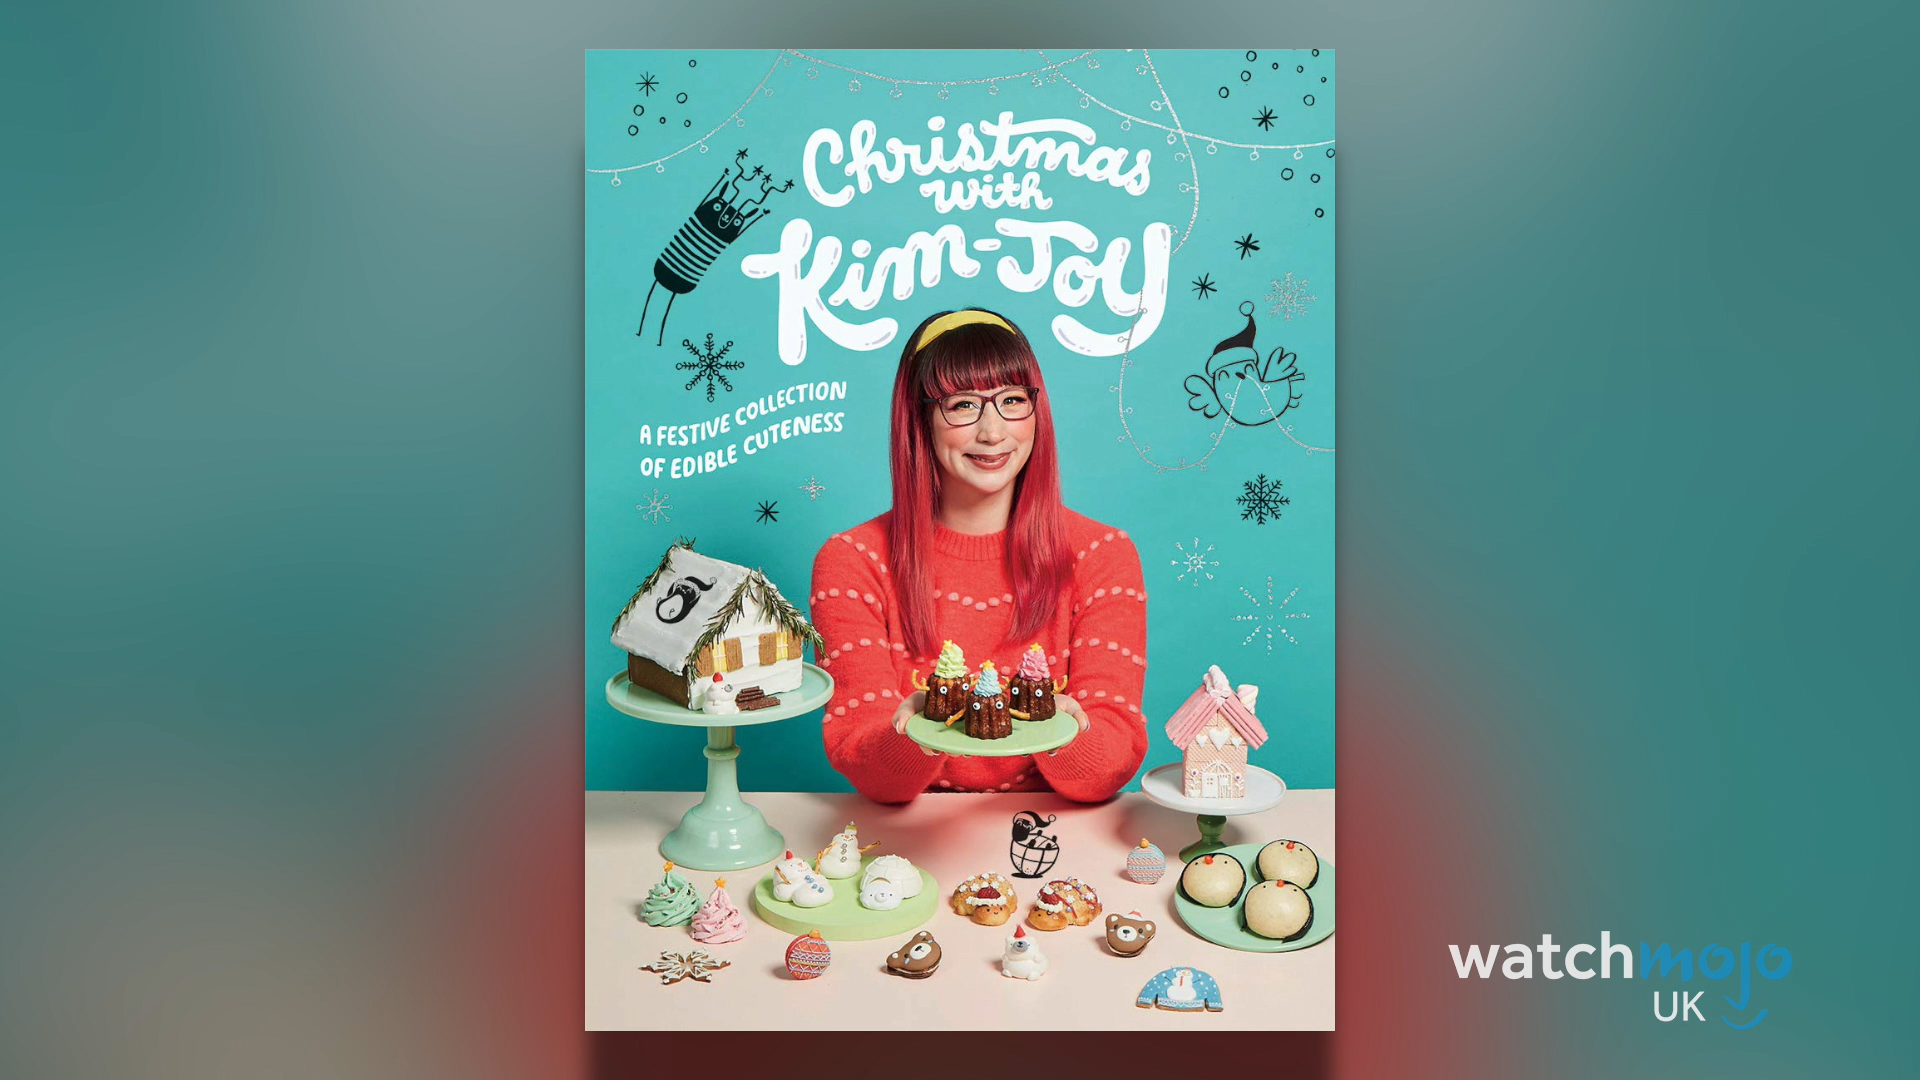 Christmas
with
Kim-Joy
A FESTIVE COLLECTION
OF EDIBLE CUTENESS
watchmojo
UK